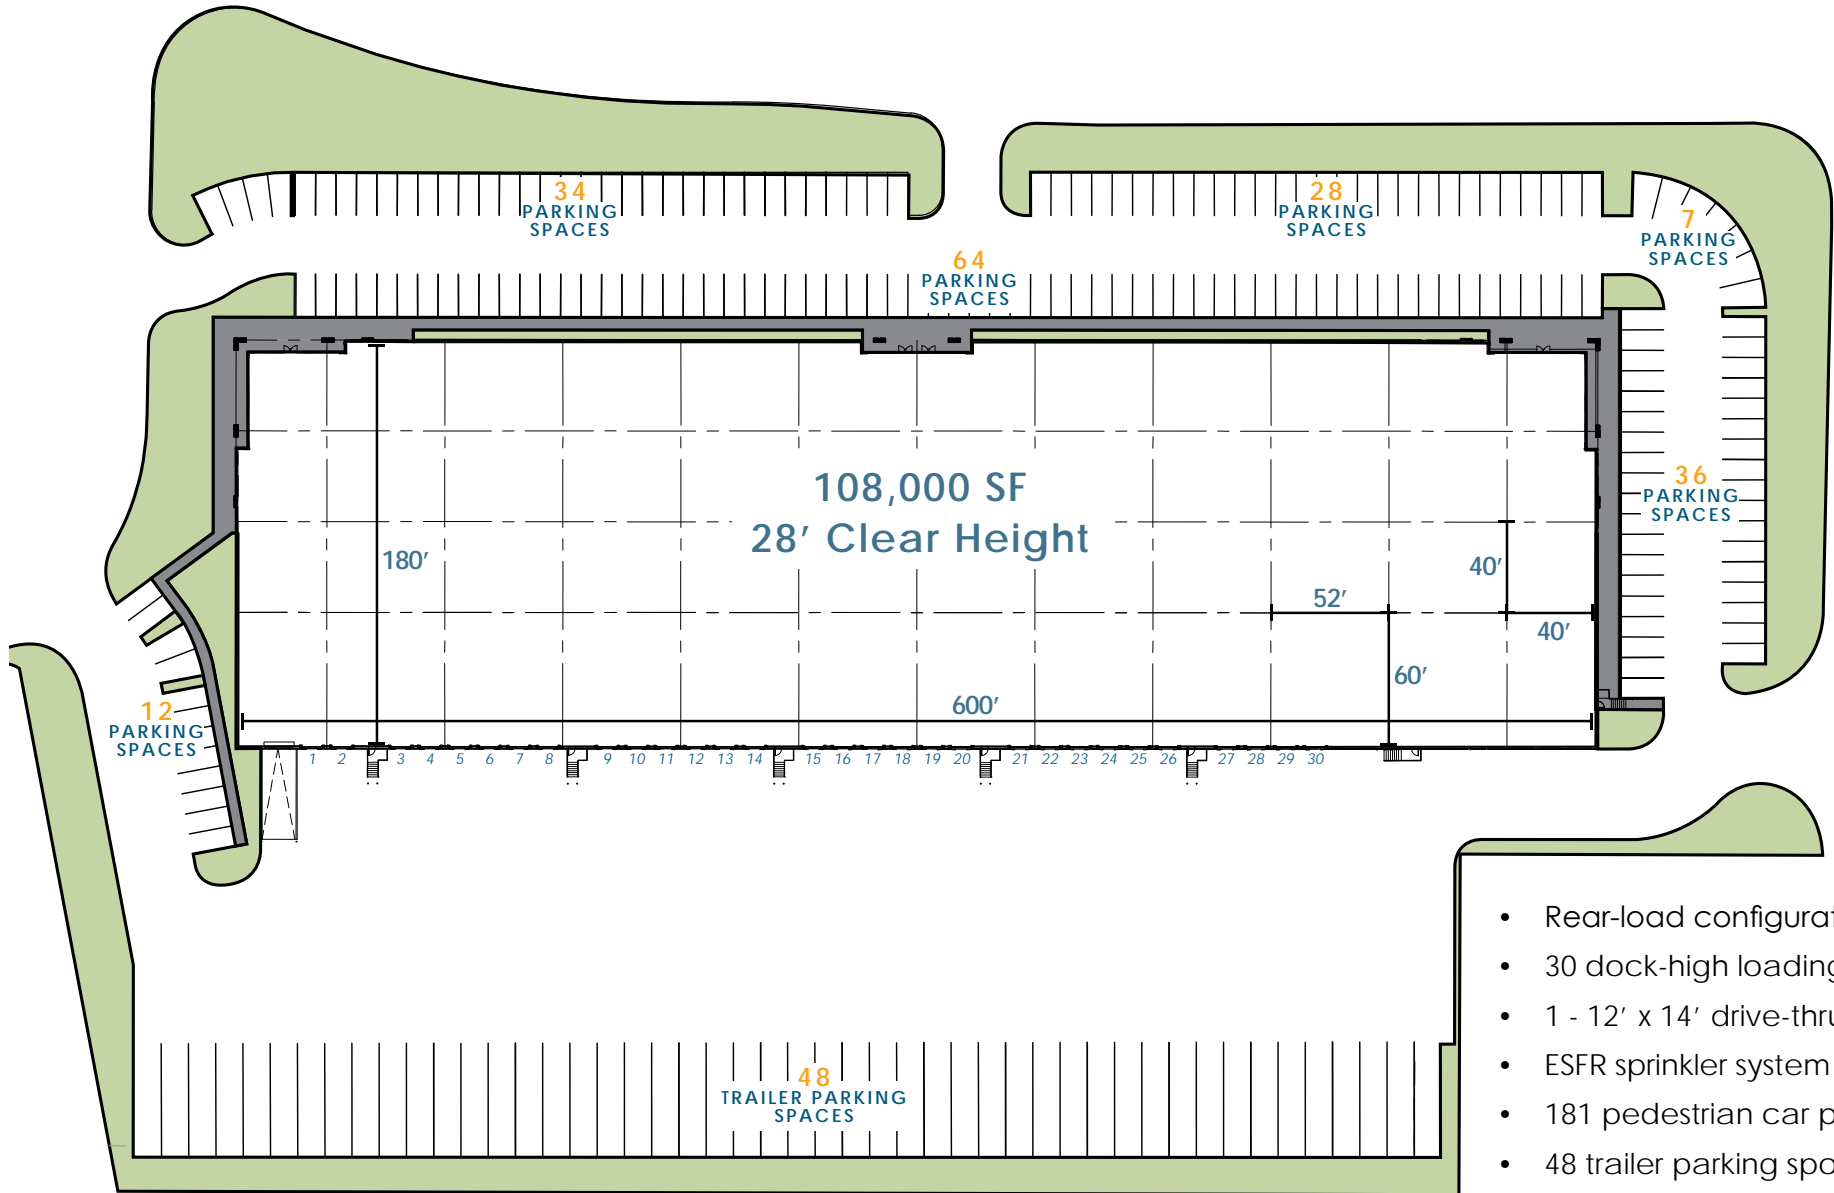 34
PARKING
SPACES
28
PARKING
SPACES
7
PARKING
SPACES
64
PARKING
SPACES
108,000 SF
28' Clear Height
36
PARKING
SPACES
180'
40'
52'
40'
60'
600'
12
PARKING
SPACES
1 2 3 4 5 6 7 8 9 10 11 12 13 14 15 16 17 18 19 20 21 22 23 24 25 26 27 28 29 30
48
TRAILER PARKING
SPACES
• Rear-load
• 30 dock-high loading
• 1 - 12' x 14' drive-thru
• ESFR sprinkler system
• 181 pedestrian car
• 48 trailer parking